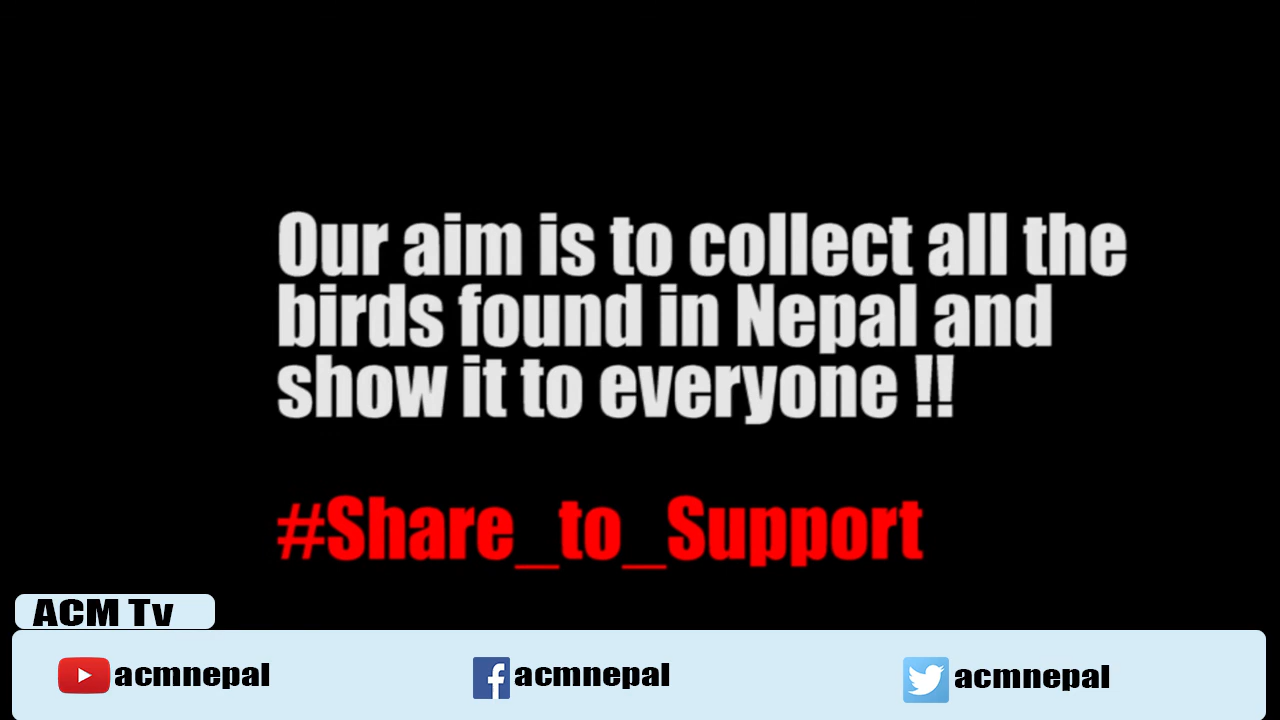 Our aim is to collect all the
birds found in Nepal and
show it to everyone !!
#Share_to_Support
ACM Tv
acmnepal acmnepal acmnepal